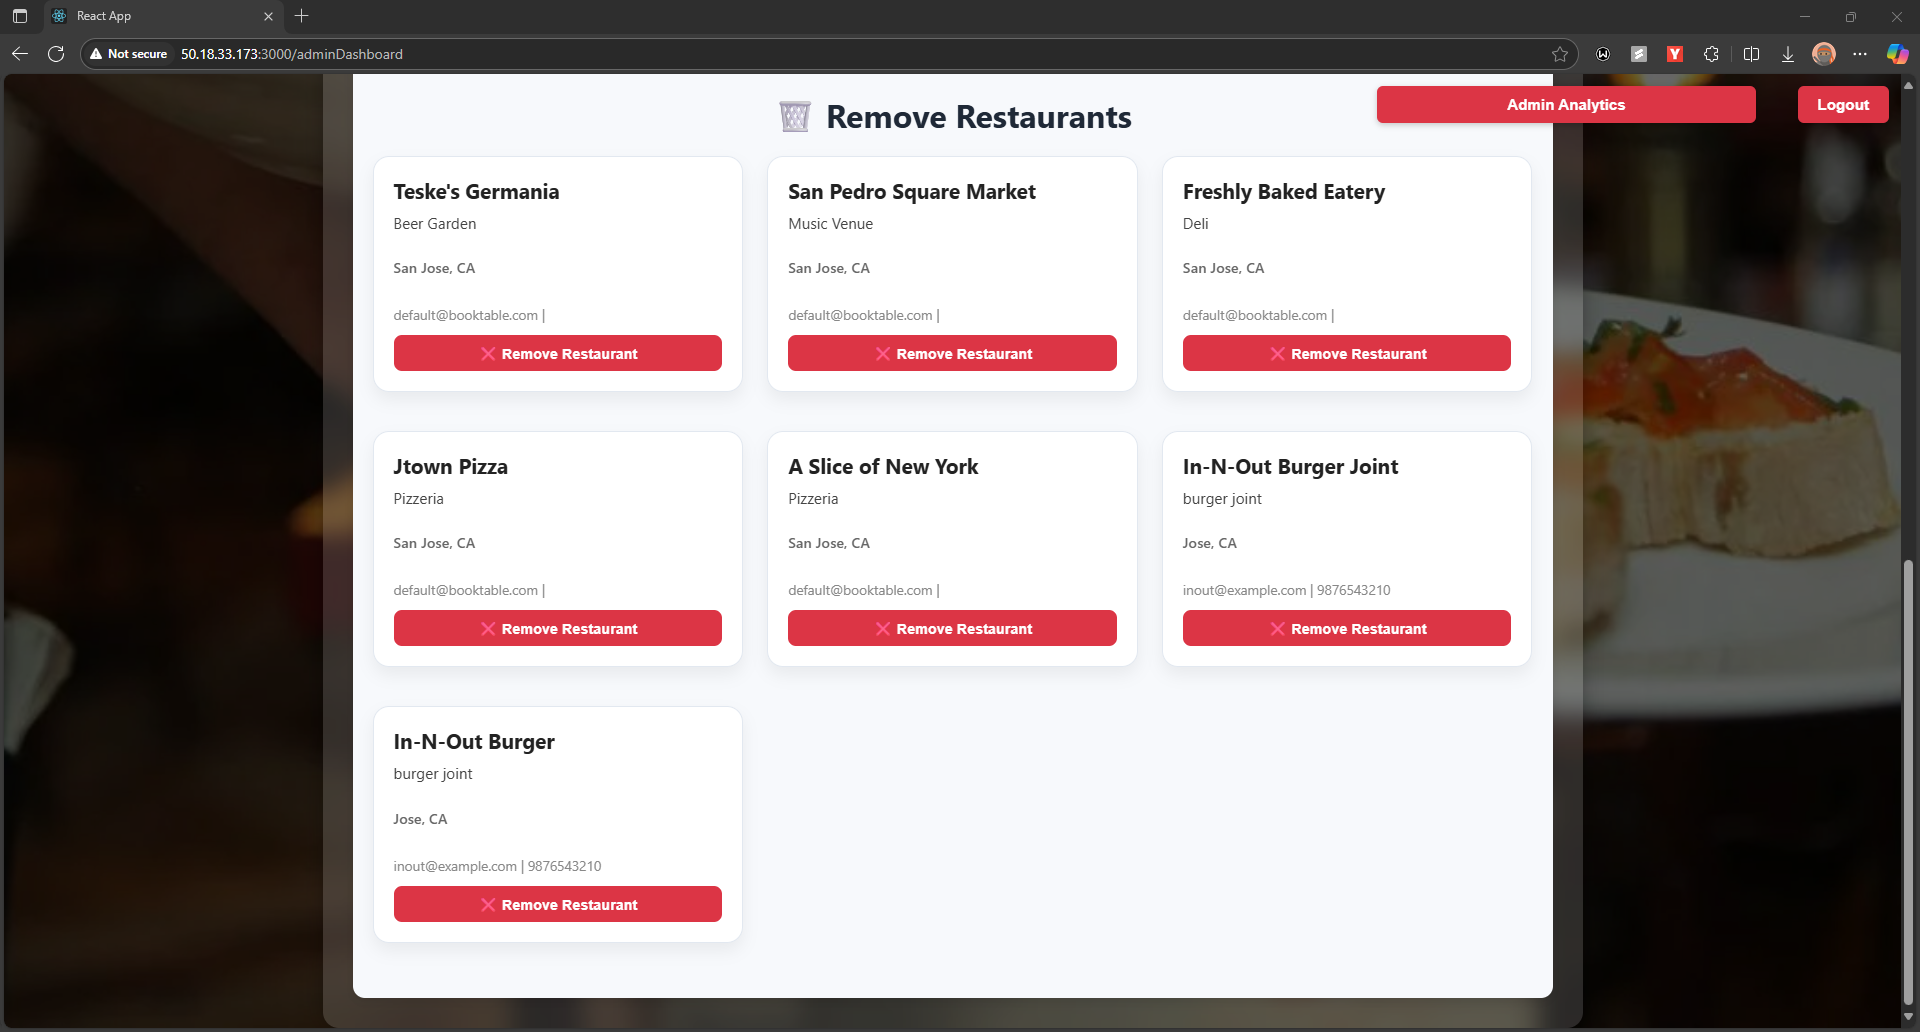 React App
Not secure
50.18.33.173:3000/adminDashboard
Remove Restaurants
Admin Analytics
Logout
Teske's Germania
Beer Garden
San Jose, CA
default@booktable.com |
Remove Restaurant
San Pedro Square Market
Music Venue
San Jose, CA
default@booktable.com |
Remove Restaurant
Freshly Baked Eatery
Deli
San Jose, CA
default@booktable.com |
Remove Restaurant
Jtown Pizza
Pizzeria
San Jose, CA
default@booktable.com |
Remove Restaurant
A Slice of New York
Pizzeria
San Jose, CA
default@booktable.com |
Remove Restaurant
In-N-Out Burger Joint
burger joint
Jose, CA
inout@example.com | 9876543210
Remove Restaurant
In-N-Out Burger
burger joint
Jose, CA
inout@example.com | 9876543210
Remove Restaurant